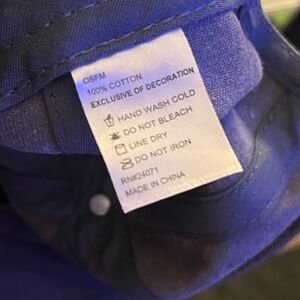 OSFM
100% COTTON
EXCLUSIVE OF DECORATION
HAND WASH COLD
DO NOT BLEACH
LINE DRY
DO NOT IRON
RN#24071
MADE IN CHINA